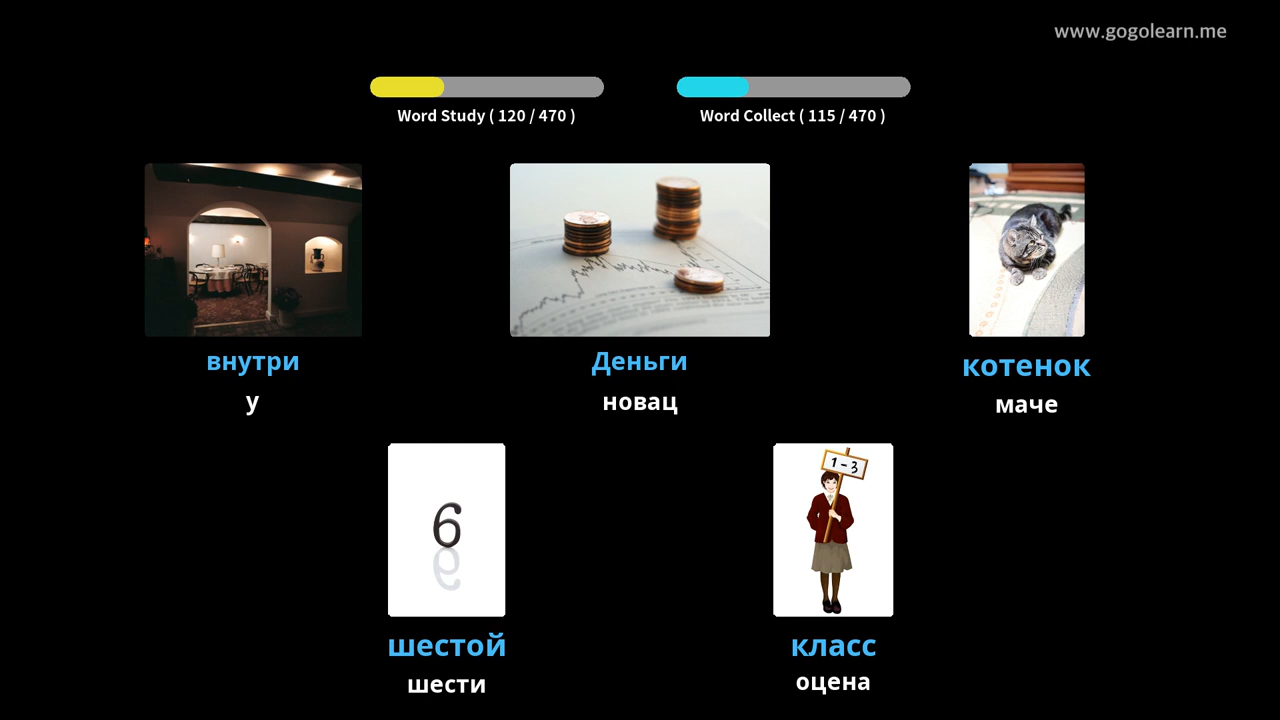 www.gogolearn.me
Word Study ( 120 / 470 )
Word Collect ( 115 / 470 )
внутри
у
Деньги
новац
котенок
маче
6
шестой
шести
1 - 3
класс
оцена